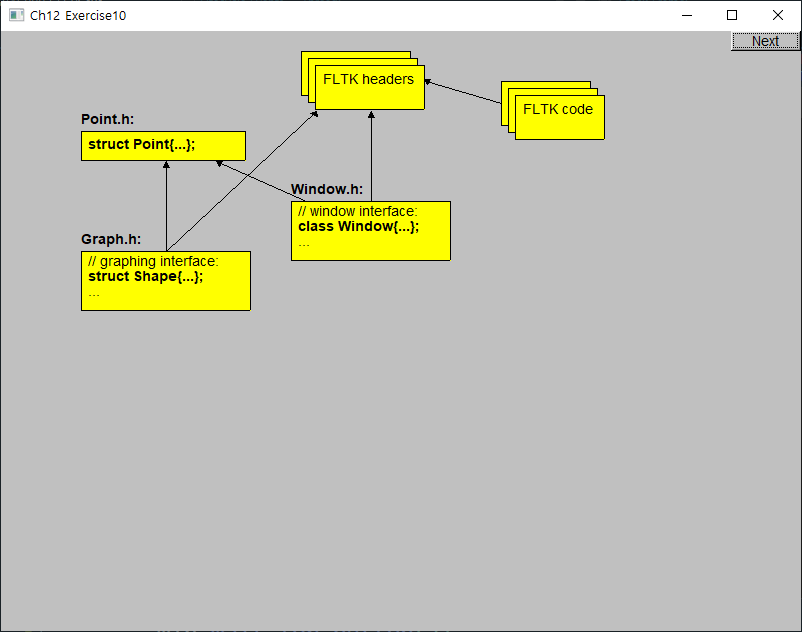 Ch12 Exercise10
Next
FLTK headers
FLTK code
Point.h:
struct Point{...};
Window.h:
// window interface:
class Window{...};
...
Graph.h:
// graphing interface:
struct Shape{...};
...